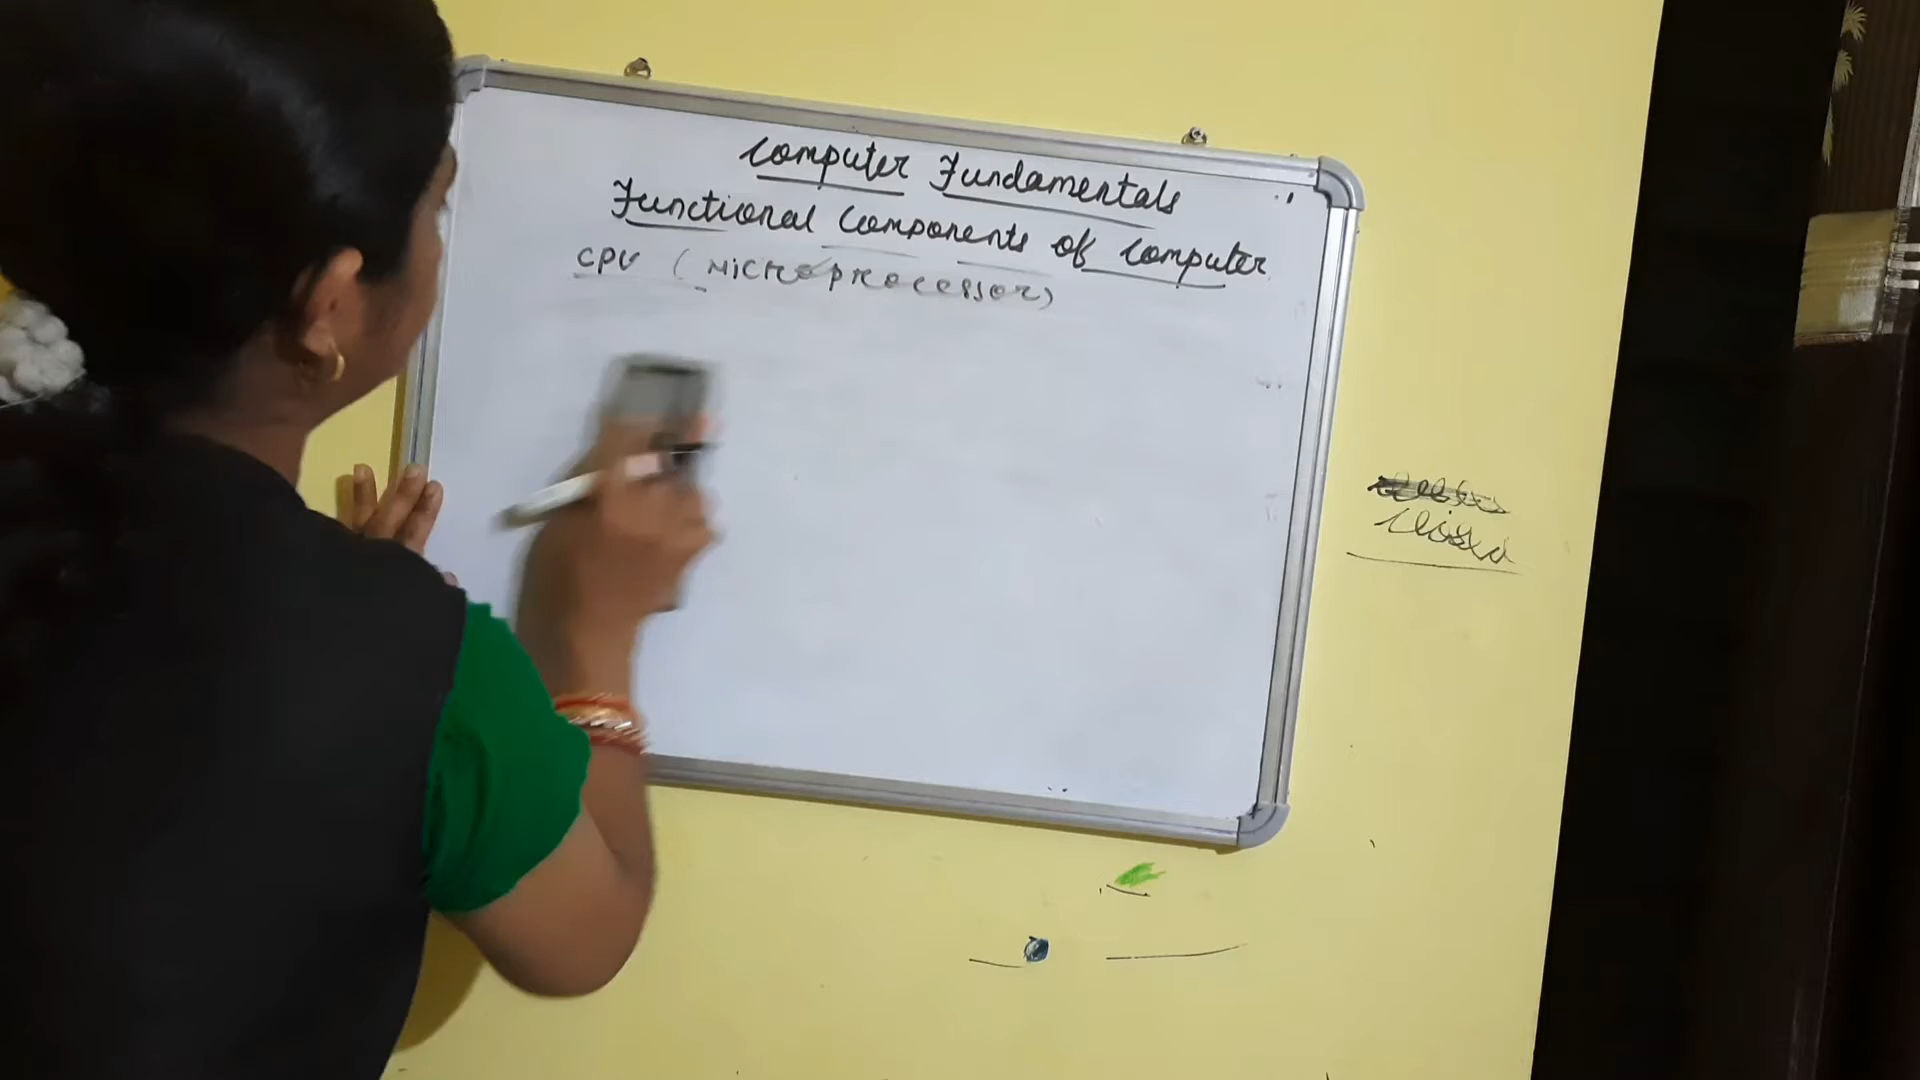 Computer Fundamentals
Functional Components of Computer
CPU (Microprocessor)